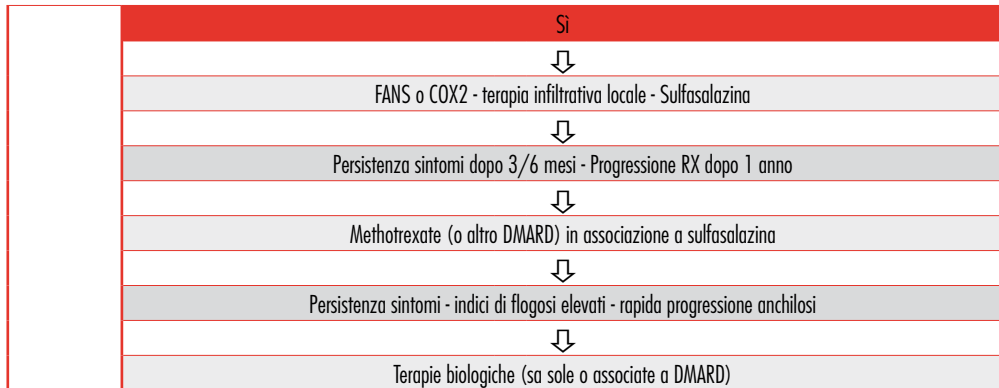 Sì
FANS o COX2 - terapia infiltrativa locale - Sulfasalazina
Persistenza sintomi dopo 3/6 mesi - Progressione RX dopo 1 anno
Methotrexate (o altro DMARD) in associazione a sulfasalazina
Persistenza sintomi - indici di flogosi elevati - rapida progressione anchilosi
Terapie biologiche (sa sole o associate a DMARD)